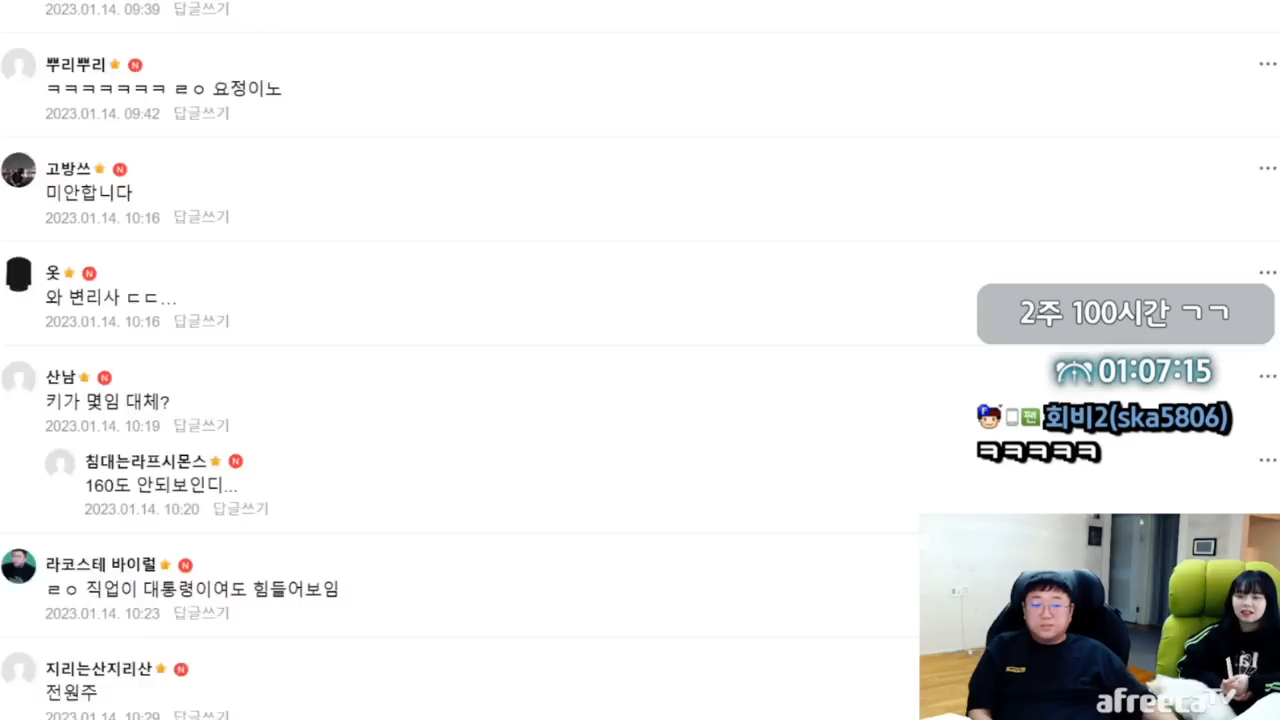 2023.01.14. 09:39 답글쓰기
뿌리뿌리 N
ㅋㅋㅋㅋㅋㅋㅋ ㄹㅇ 요정이노
2023.01.14. 09:42 답글쓰기
고방쓰 N
미안합니다
2023.01.14. 10:16 답글쓰기
옷 N
와 변리사 ㄷㄷ...
2023.01.14. 10:16 답글쓰기
산남 N
키가 몇임 대체?
2023.01.14. 10:19 답글쓰기
침대는라프시몬스 N
160도 안되보인디...
2023.01.14. 10:20 답글쓰기
라코스테 바이럴 N
ㄹㅇ 직업이 대통령이여도 힘들어보임
2023.01.14. 10:23 답글쓰기
지리는산지리산 N
전원주
2023.01.14. 10:29 답글쓰기
2주 100시간 ㄱㄱ
01:07:15
F 팬 회비2(ska5806)
ㅋㅋㅋㅋㅋ
afreecaTV